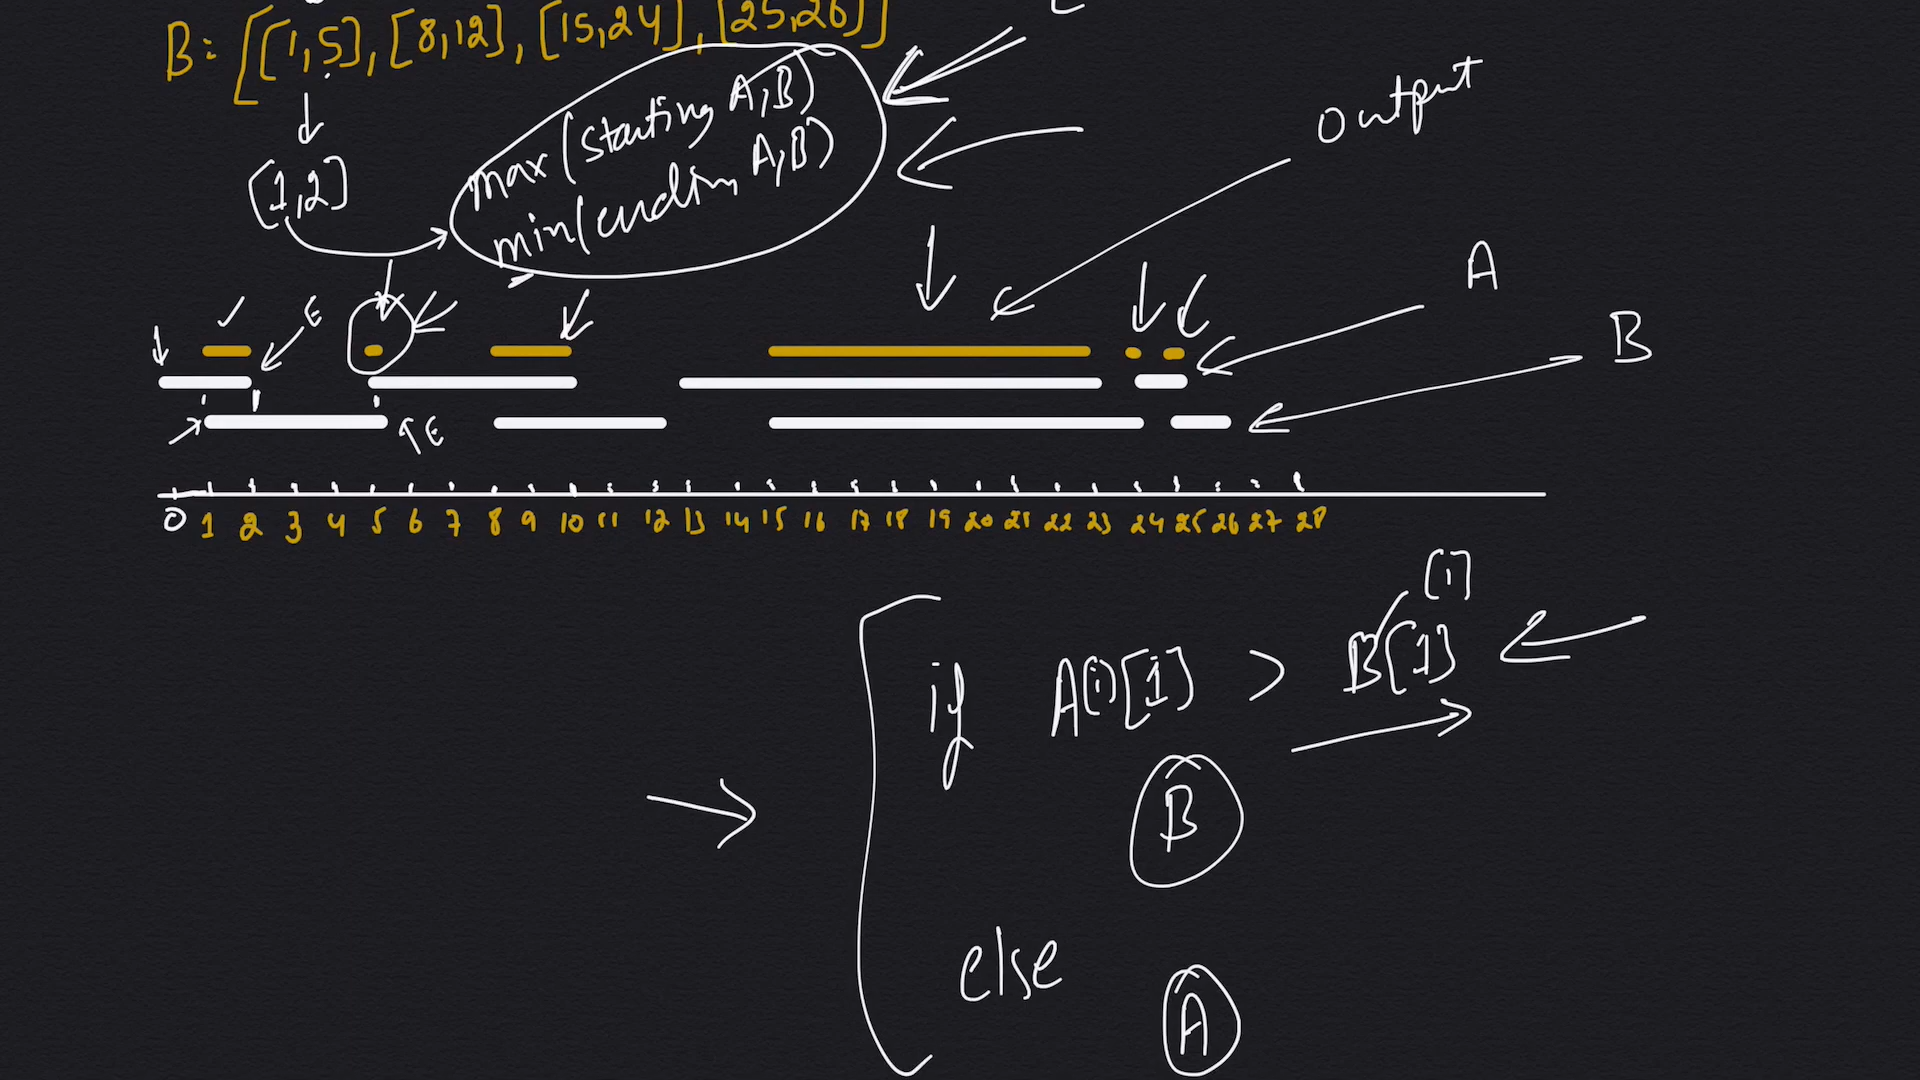 B: [[1,5], [8,12], [15,24], [25,26]]
[1,2]
max(starting A,B)
min(ending A,B)
Output
A
B
E
E
0 1 2 3 4 5 6 7 8 9 10 11 12 13 14 15 16 17 18 19 20 21 22 23 24 25 26 27 28
[i]
if A[i][1] > B[1]
B
else
A